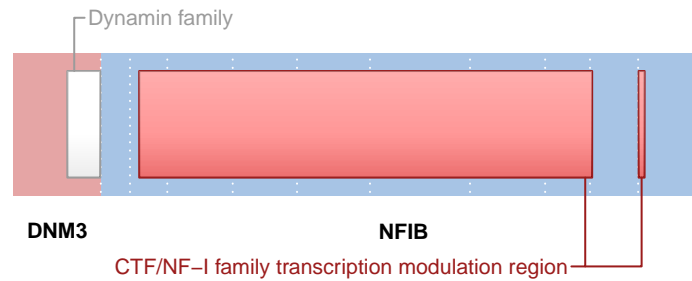 Dynamin family
DNM3 NFIB
CTF/NF−I family transcription modulation region